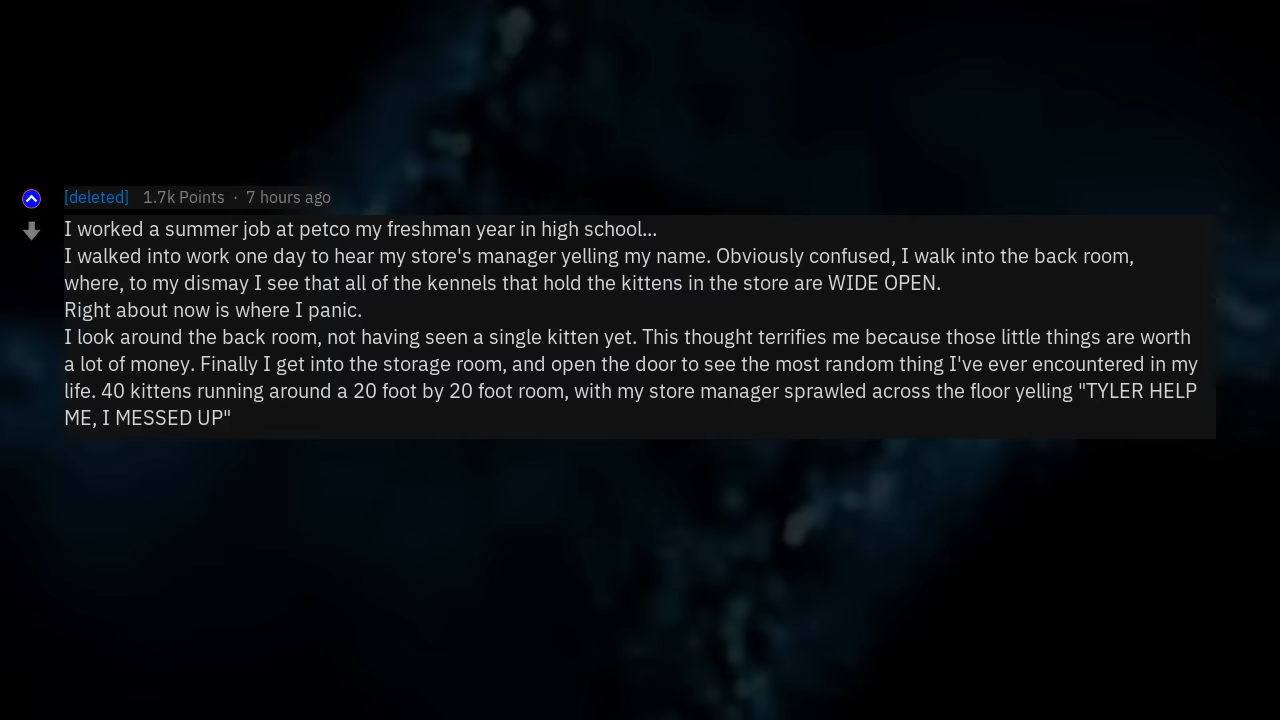 [deleted] 1.7k Points · 7 hours ago
I worked a summer job at petco my freshman year in high school...
I walked into work one day to hear my store's manager yelling my name. Obviously confused, I walk into the back room,
where, to my dismay I see that all of the kennels that hold the kittens in the store are WIDE OPEN.
Right about now is where I panic.
I look around the back room, not having seen a single kitten yet. This thought terrifies me because those little things are worth
a lot of money. Finally I get into the storage room, and open the door to see the most random thing I've ever encountered in my
life. 40 kittens running around a 20 foot by 20 foot room, with my store manager sprawled across the floor yelling "TYLER HELP
ME, I MESSED UP"